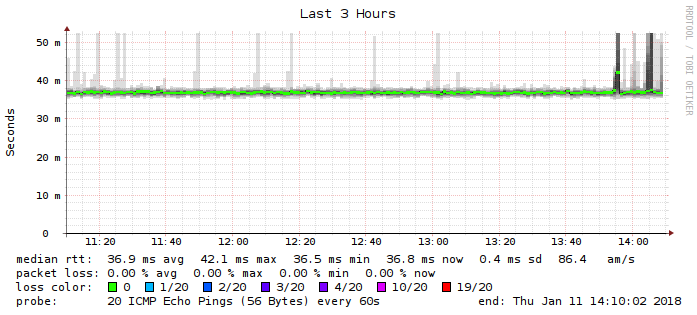 Last 3 Hours
RRDTOOL / TOBI OETIKER
Seconds
50 m
40 m
30 m
20 m
10 m
0
11:20 11:40 12:00 12:20 12:40 13:00 13:20 13:40 14:00
median rtt: 36.9 ms avg 42.1 ms max 36.5 ms min 36.8 ms now 0.4 ms sd 86.4 am/s
packet loss: 0.00 % avg 0.00 % max 0.00 % min 0.00 % now
loss color: 0 1/20 2/20 3/20 4/20 10/20 19/20
probe: 20 ICMP Echo Pings (56 Bytes) every 60s end: Thu Jan 11 14:10:02 2018